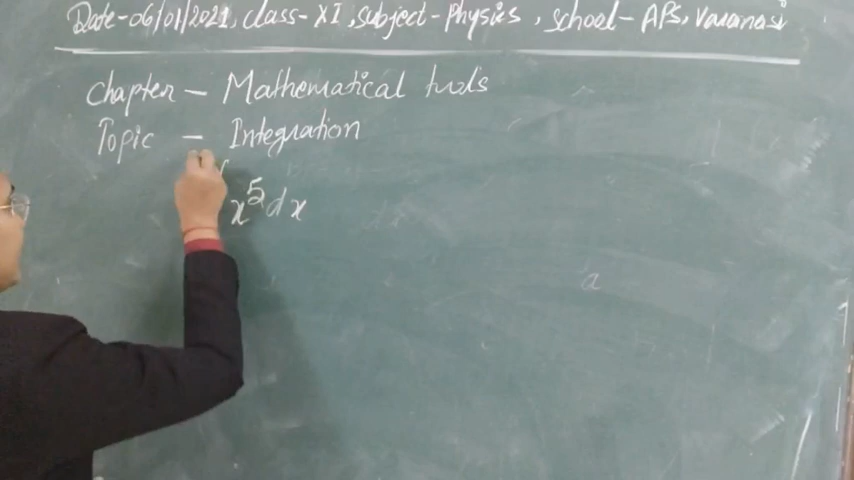 Date-06/01/2021, class-XI, subject-Physics, school-APS, Varanasi
Chapter - Mathematical tools
Topic - Integration
x⁵dx
a